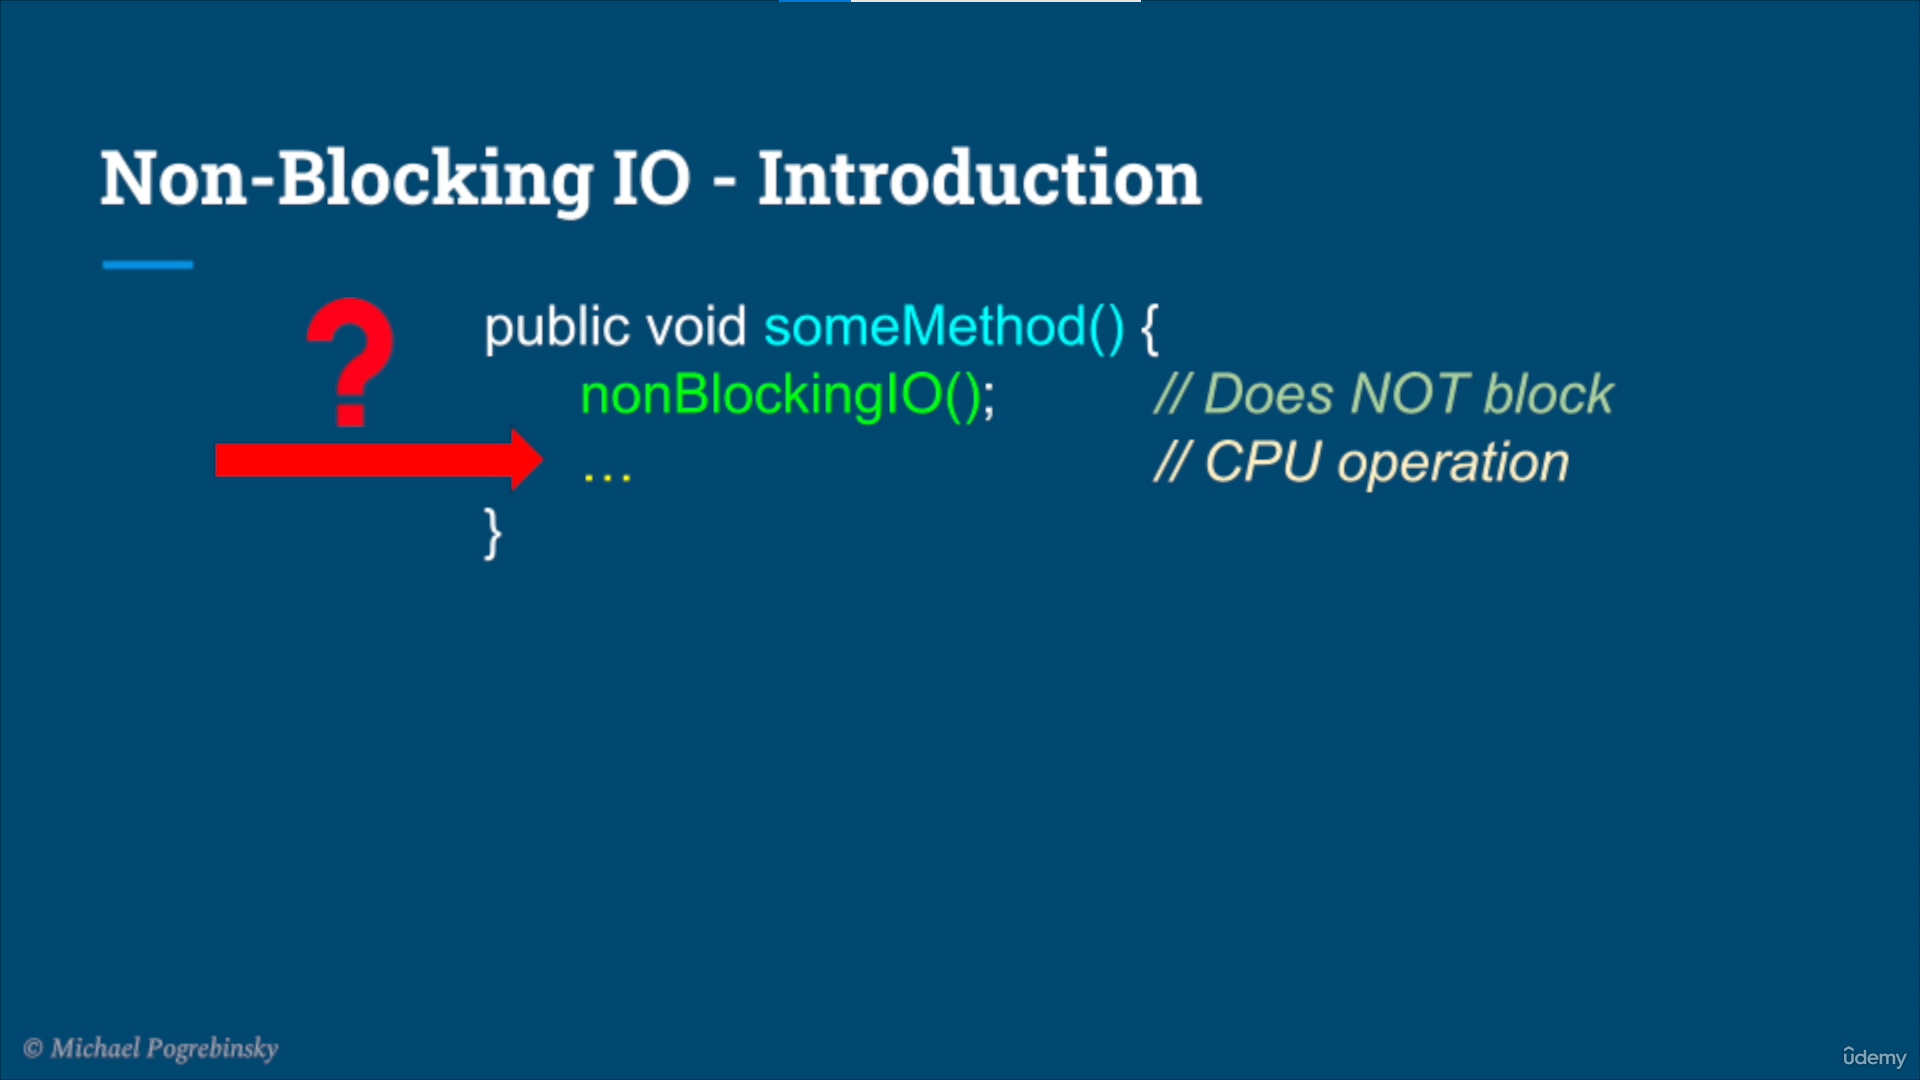 Non-Blocking IO - Introduction
?
public void someMethod() {
nonBlockingIO(); // Does NOT block
... // CPU operation
}
© Michael Pogrebinsky
ûdemy